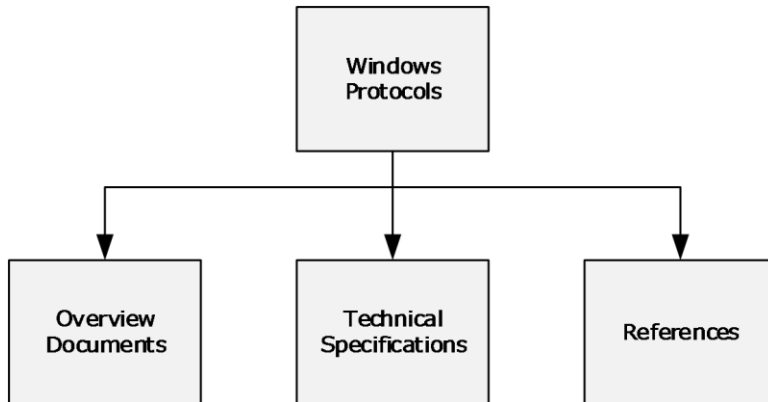 Windows
Protocols
Overview
Documents
Technical
Specifications
References